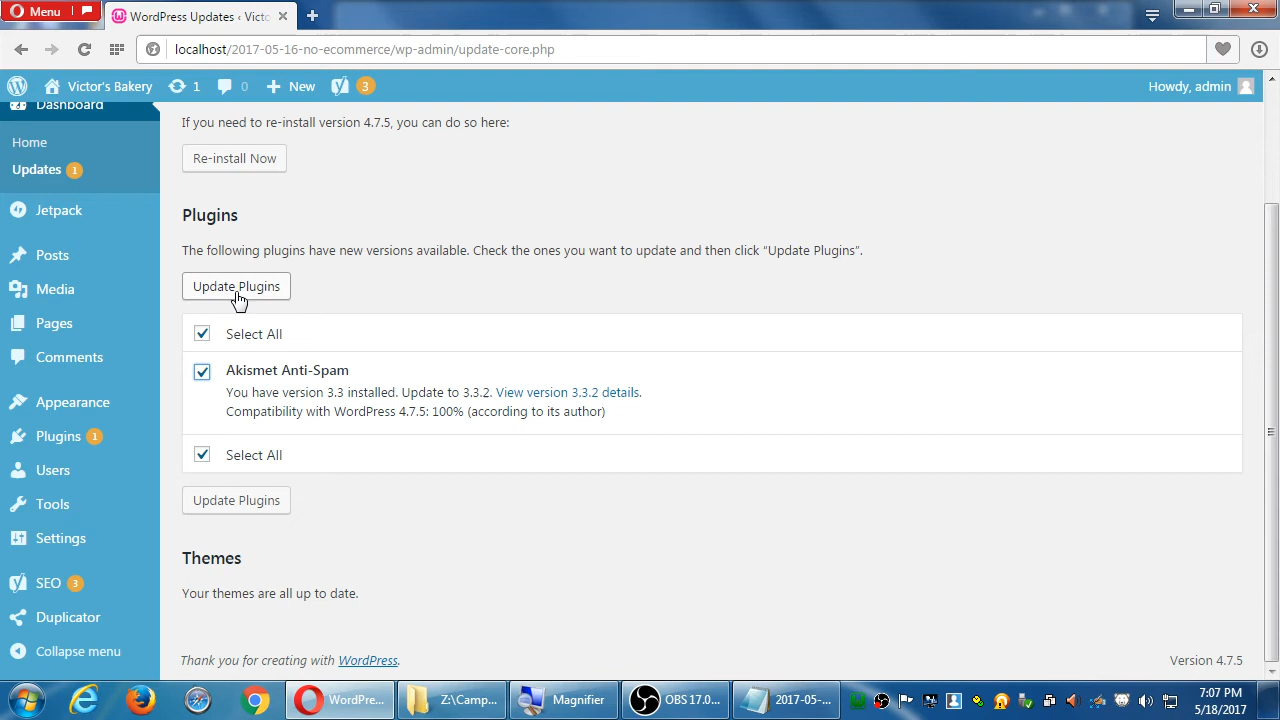 Menu
WordPress Updates ‹ Victo
localhost/2017-05-16-no-ecommerce/wp-admin/update-core.php
Victor's Bakery 1 0 New 3 Howdy, admin
Dashboard
Home
Updates 1
Jetpack
Posts
Media
Pages
Comments
Appearance
Plugins 1
Users
Tools
Settings
SEO 3
Duplicator
Collapse menu
If you need to re-install version 4.7.5, you can do so here:
Re-install Now
Plugins
The following plugins have new versions available. Check the ones you want to update and then click “Update Plugins”.
Update Plugins
Select All
Akismet Anti-Spam
You have version 3.3 installed. Update to 3.3.2. View version 3.3.2 details.
Compatibility with WordPress 4.7.5: 100% (according to its author)
Select All
Update Plugins
Themes
Your themes are all up to date.
Thank you for creating with WordPress. Version 4.7.5
WordPre... Z:\Camp... Magnifier OBS 17.0.... 2017-05-... 7:07 PM
5/18/2017